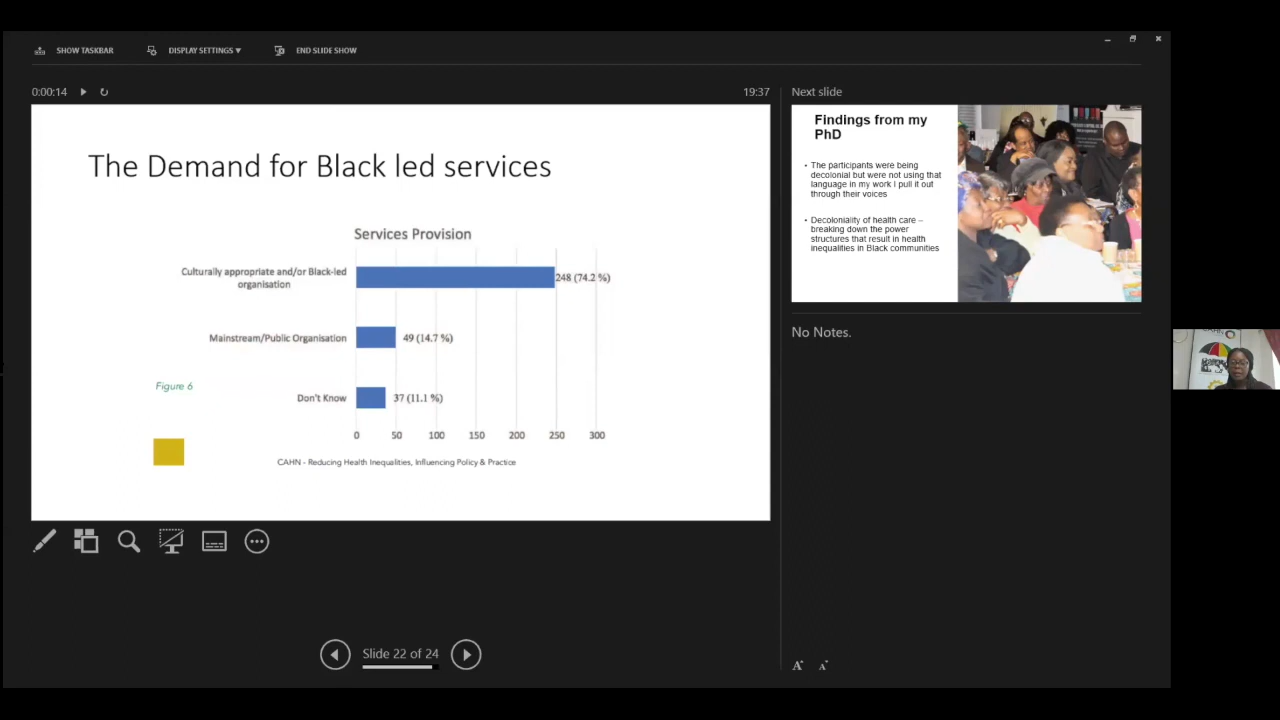 SHOW TASKBAR
DISPLAY SETTINGS ▼
END SLIDE SHOW
0:00:14
19:37
The Demand for Black led services
Services Provision
Culturally appropriate and/or Black-led
organisation
248 (74.2 %)
Mainstream/Public Organisation
49 (14.7 %)
Figure 6
Don't Know
37 (11.1 %)
0 50 100 150 200 250 300
CAHN - Reducing Health Inequalities, Influencing Policy & Practice
Slide 22 of 24
Next slide
Findings from my
PhD
• The participants were being
decolonial but were not using that
language in my work I pull it out
through their voices
• Decoloniality of health care –
breaking down the power
structures that result in health
inequalities in Black communities
No Notes.
A A
CAHN